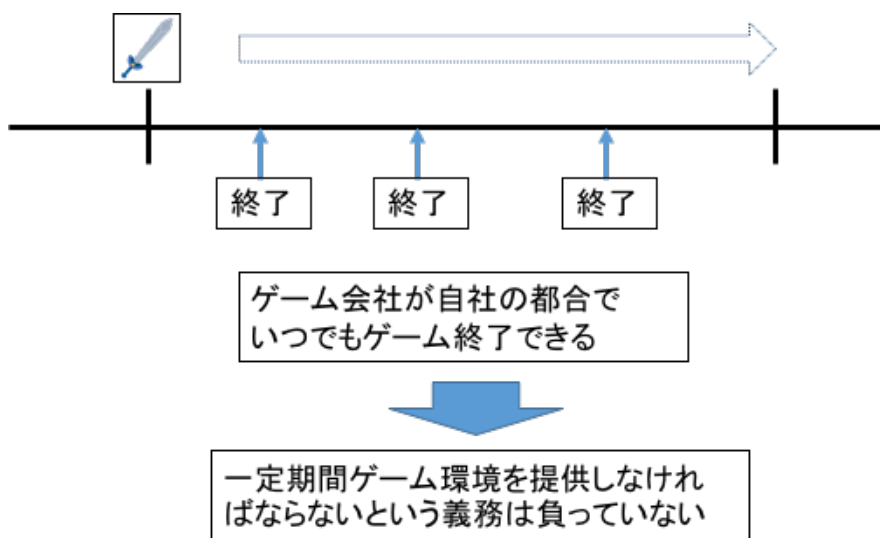 終了
終了
終了
ゲーム会社が自社の都合で
いつでもゲーム終了できる
一定期間ゲーム環境を提供しなけれ
ばならないという義務は負っていない